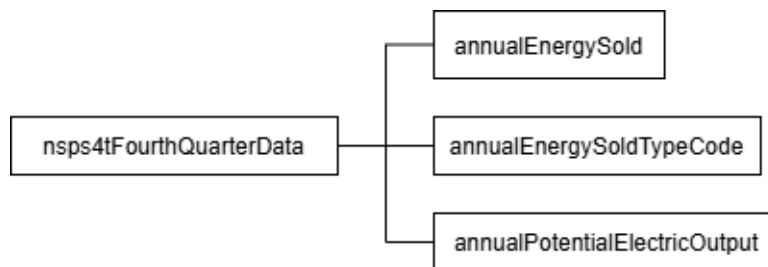 annualEnergySold
nsps4tFourthQuarterData
annualEnergySoldTypeCode
annualPotentialElectricOutput